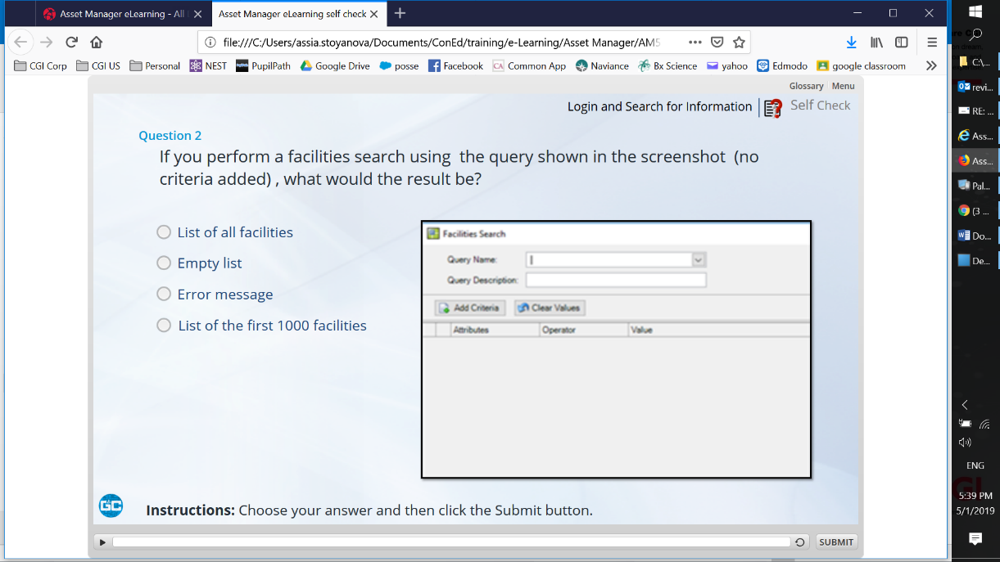 Asset Manager eLearning - All
Asset Manager eLearning self check
file:///C:/Users/assia.stoyanova/Documents/ConEd/training/e-Learning/Asset Manager/AM5
CGI Corp
CGI US
Personal
NEST
PupilPath
Google Drive
posse
Facebook
CA
Common App
Naviance
Bx Science
yahoo
Edmodo
google classroom
Glossary
Menu
Login and Search for Information
Self Check
Question 2
If you perform a facilities search using  the query shown in the screenshot  (no
criteria added) , what would the result be?
List of all facilities
Empty list
Error message
List of the first 1000 facilities
Facilities Search
Query Name:
Query Description:
Add Criteria
Clear Values
Attributes
Operator
Value
Instructions: Choose your answer and then click the Submit button.
SUBMIT
C:\...
revi...
RE: ...
Ass...
Ass...
Pal...
(3 ...
Do...
De...
ENG
5:39 PM
5/1/2019